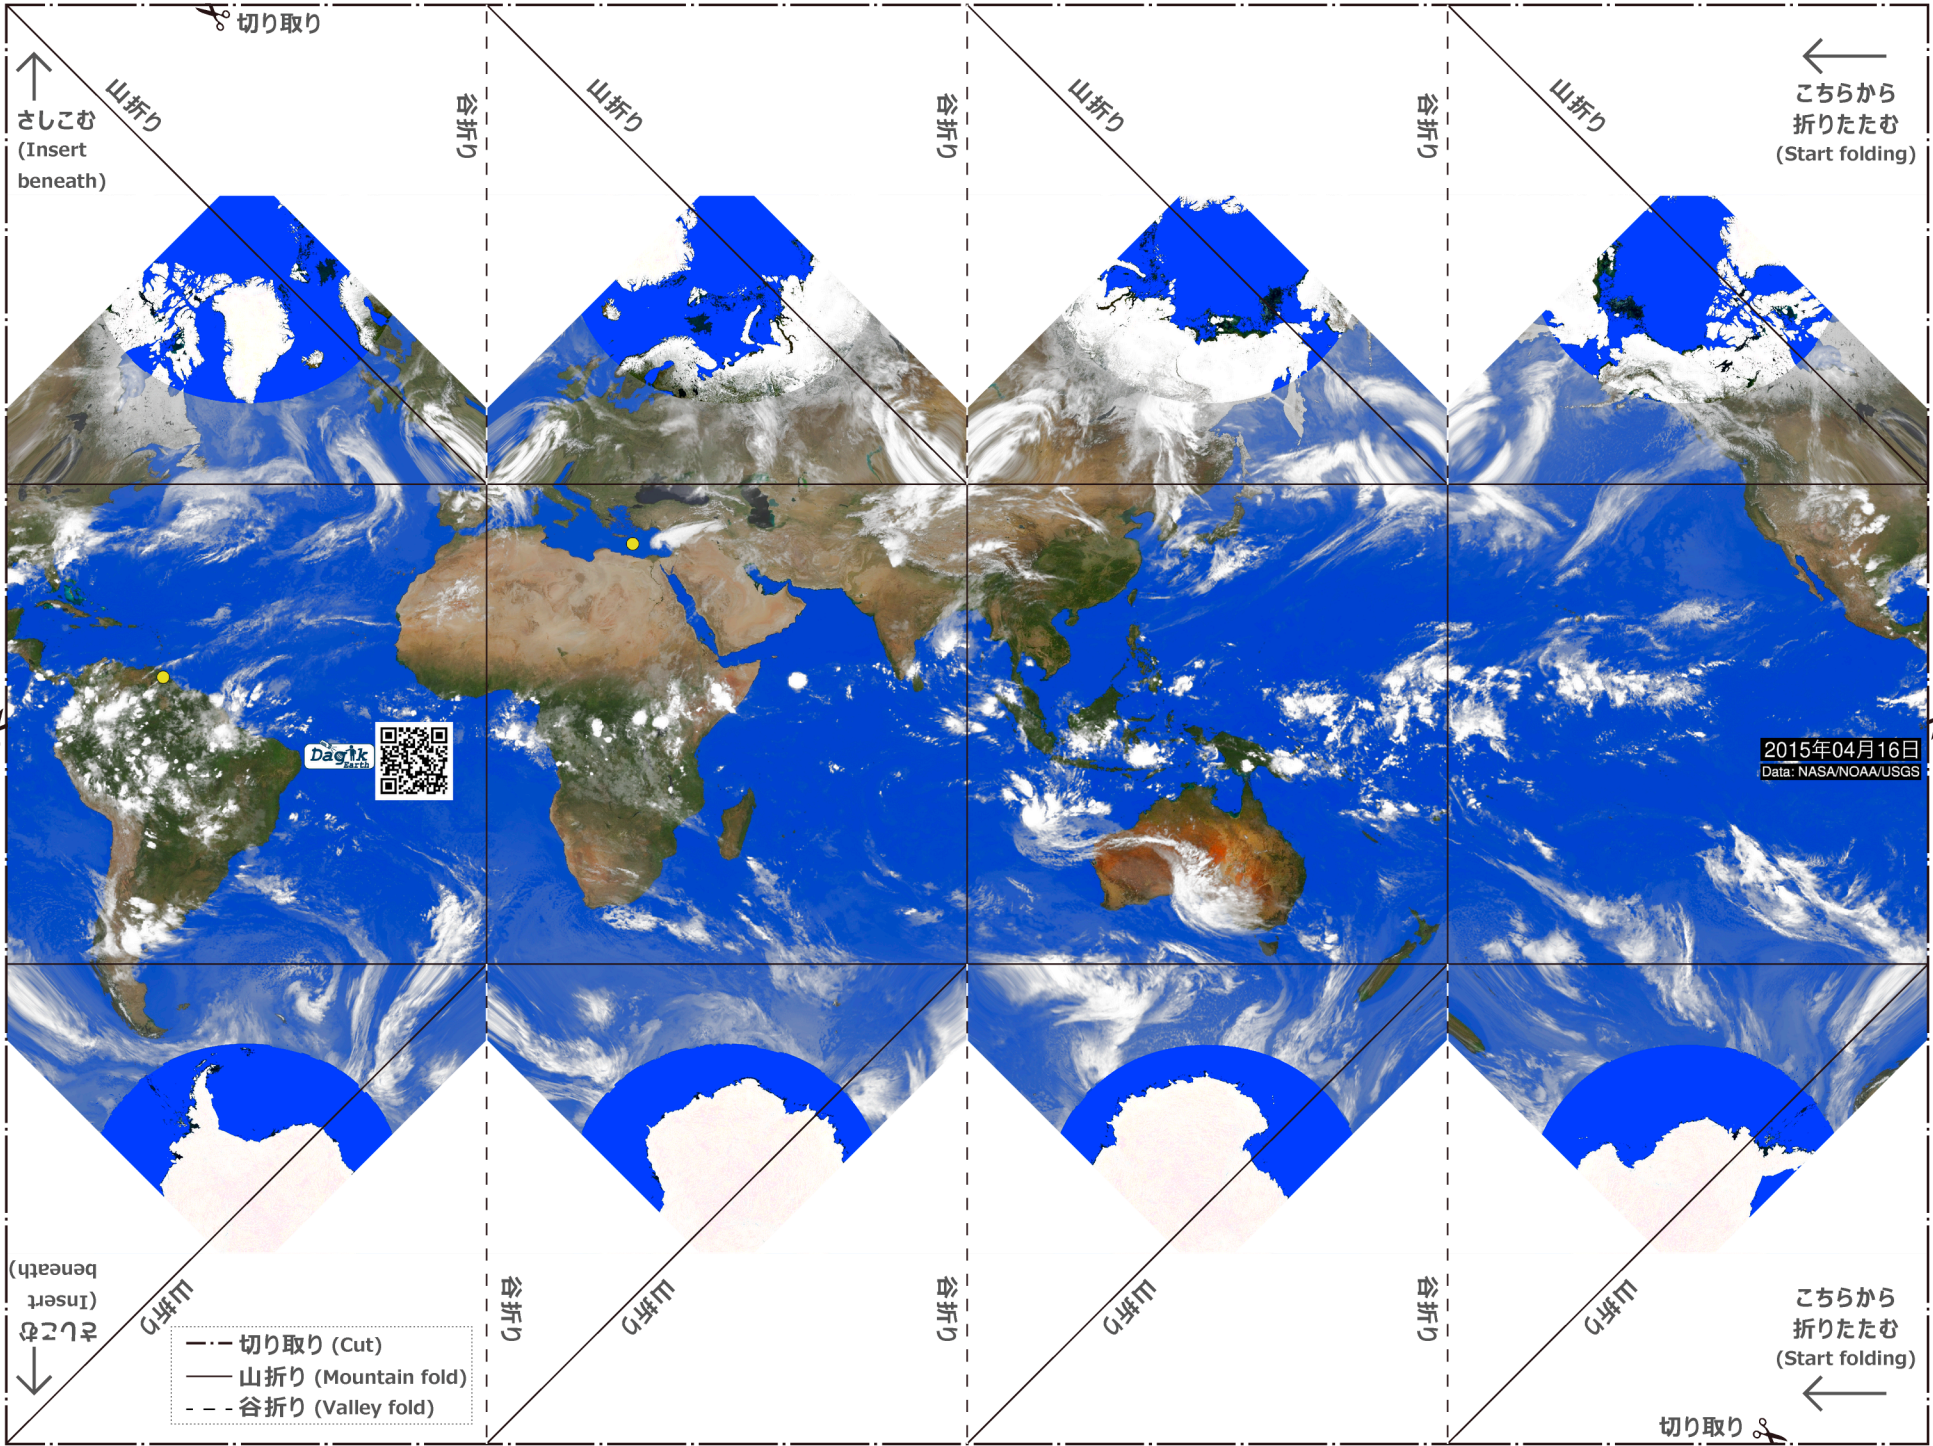 切り取り
山折り
谷折り
山折り
谷折り
山折り
谷折り
山折り
こちらから
折りたたむ
(Start folding)
さしこむ
(Insert
beneath)
Dagik
Earth
2015年04月16日
Data: NASA/NOAA/USGS
さしこむ
(Insert
beneath)
山折り
谷折り
山折り
谷折り
山折り
谷折り
山折り
こちらから
折りたたむ
(Start folding)
切り取り (Cut)
山折り (Mountain fold)
谷折り (Valley fold)
切り取り